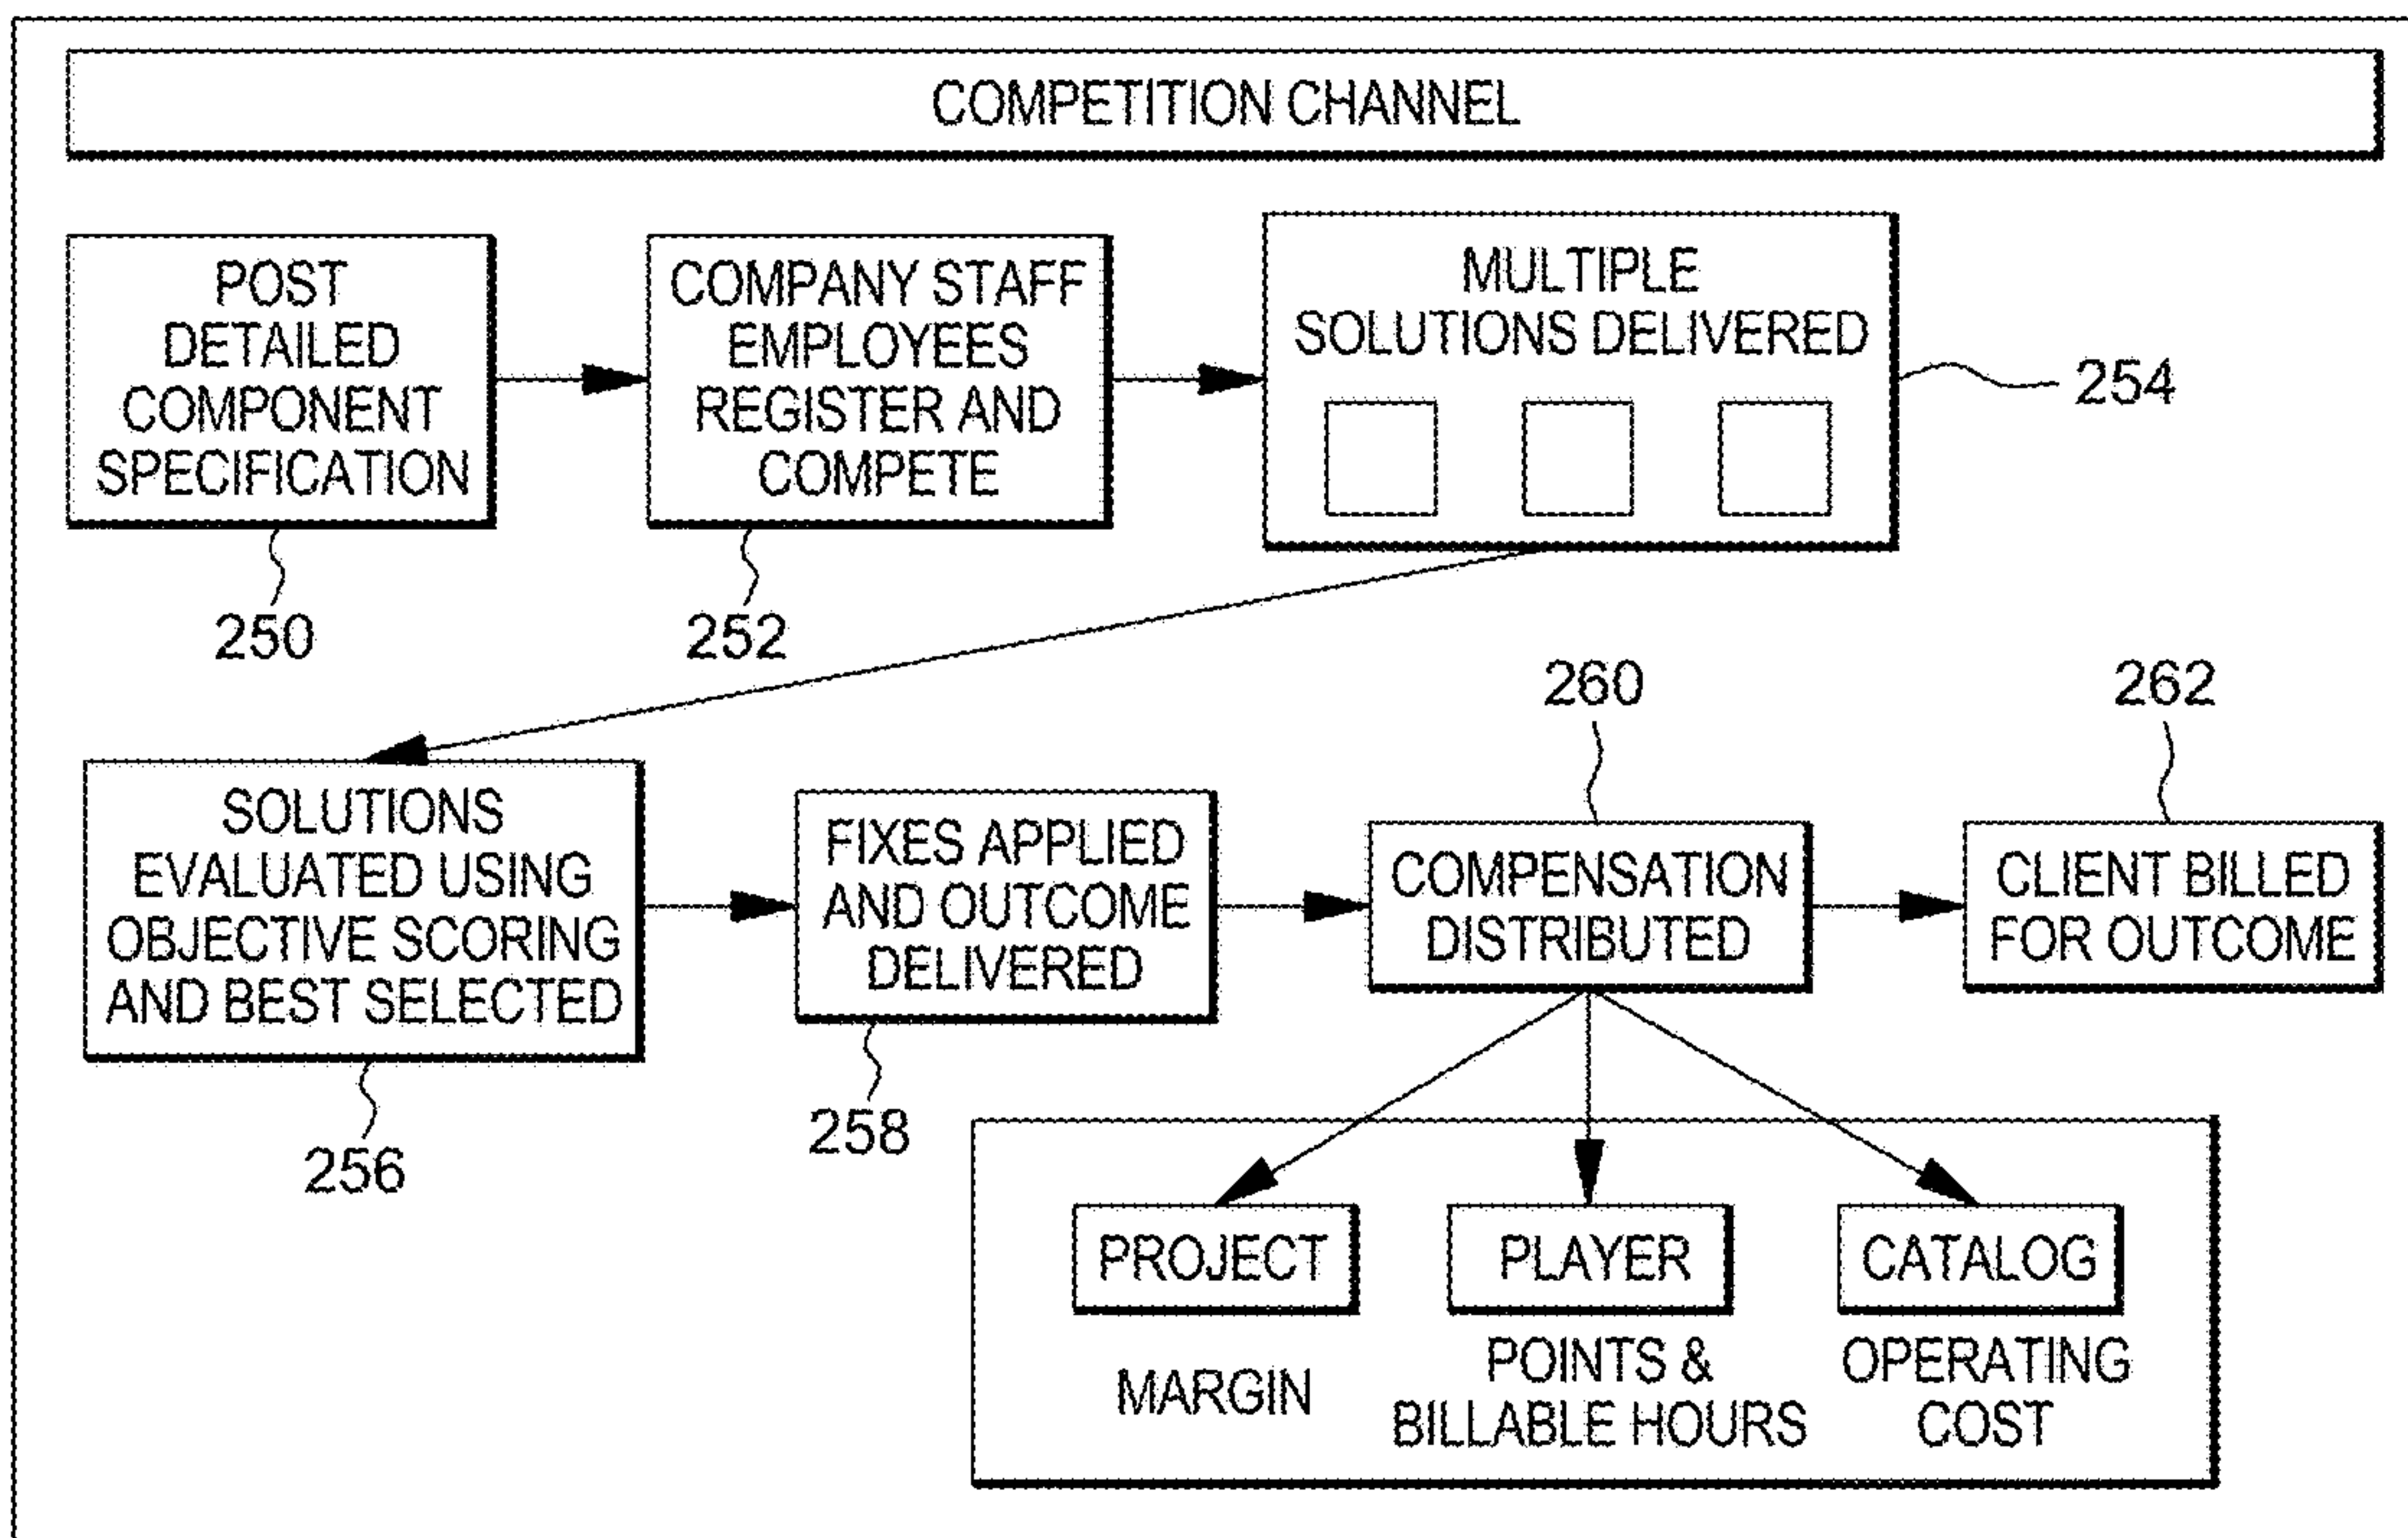 COMPETITION CHANNEL
POST
DETAILED
COMPONENT
SPECIFICATION
250
COMPANY STAFF
EMPLOYEES
REGISTER AND
COMPETE
252
MULTIPLE
SOLUTIONS DELIVERED
254
SOLUTIONS
EVALUATED USING
OBJECTIVE SCORING
AND BEST SELECTED
256
FIXES APPLIED
AND OUTCOME
DELIVERED
258
260
COMPENSATION
DISTRIBUTED
262
CLIENT BILLED
FOR OUTCOME
PROJECT
MARGIN
PLAYER
POINTS &
BILLABLE HOURS
CATALOG
OPERATING
COST